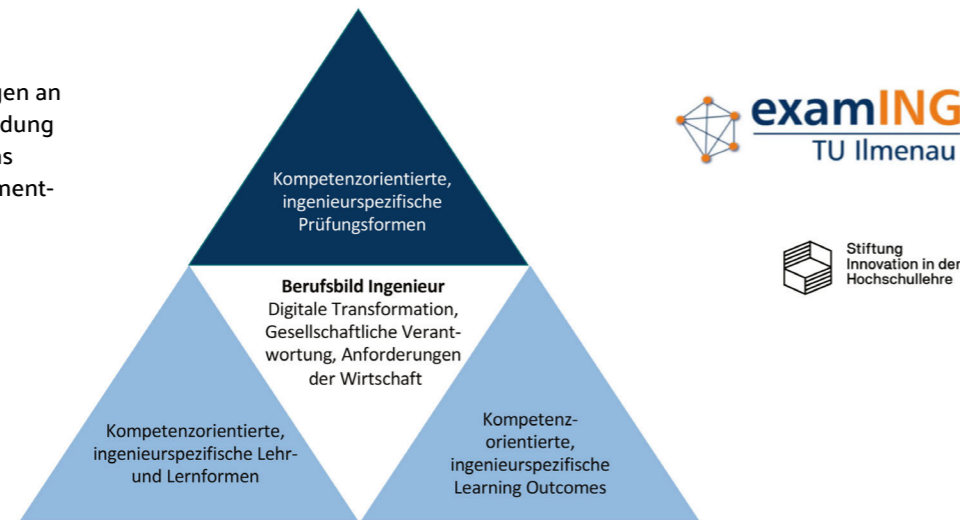 gen an
dung
ns
ment-
Kompetenzorientierte,
ingenieurspezifische
Prüfungsformen
Berufsbild Ingenieur
Digitale Transformation,
Gesellschaftliche Verant-
wortung, Anforderungen
der Wirtschaft
Kompetenzorientierte,
ingenieurspezifische Lehr-
und Lernformen
Kompetenz-
orientierte,
ingenieurspezifische
Learning Outcomes
examING
TU Ilmenau
Stiftung
Innovation in der
Hochschullehre